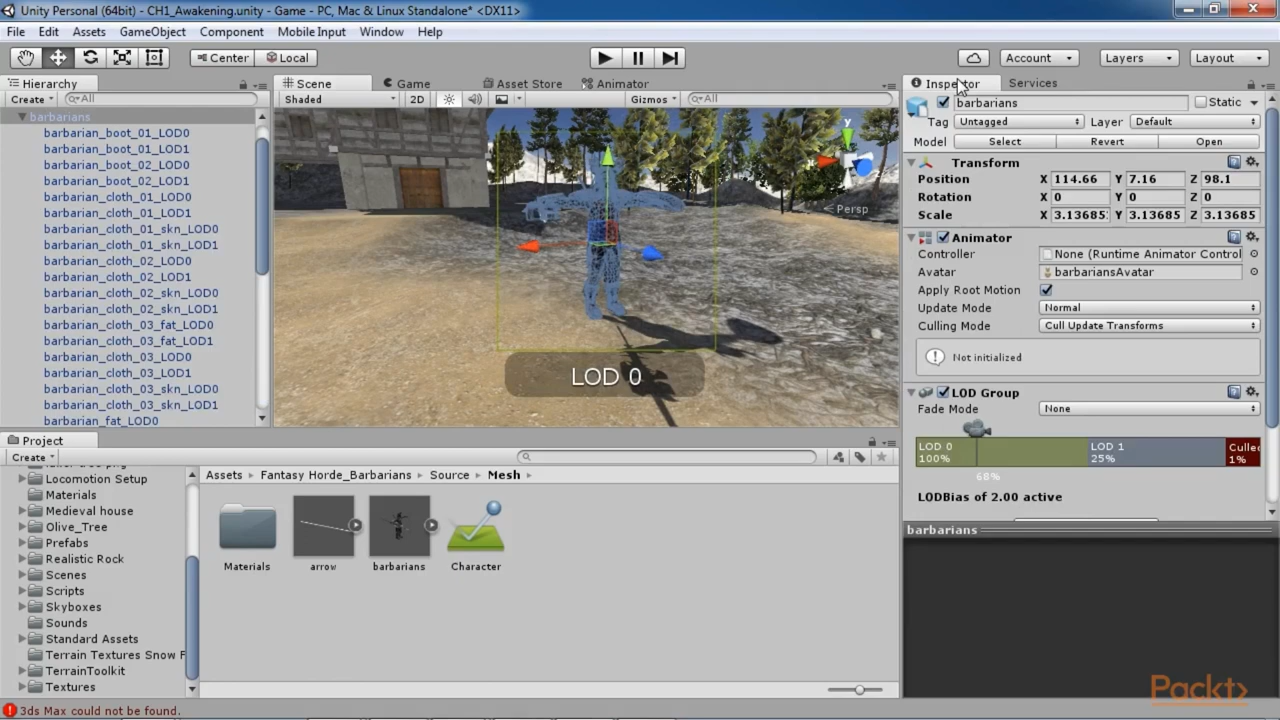 Unity Personal (64bit) - CH1_Awakening.unity - Game - PC, Mac & Linux Standalone* <DX11>
File Edit Assets GameObject Component Mobile Input Window Help
Center Local Account Layers Layout
Hierarchy
Create All
barbarians
barbarian_boot_01_LOD0
barbarian_boot_01_LOD1
barbarian_boot_02_LOD0
barbarian_boot_02_LOD1
barbarian_cloth_01_LOD0
barbarian_cloth_01_LOD1
barbarian_cloth_01_skn_LOD0
barbarian_cloth_01_skn_LOD1
barbarian_cloth_02_LOD0
barbarian_cloth_02_LOD1
barbarian_cloth_02_skn_LOD0
barbarian_cloth_02_skn_LOD1
barbarian_cloth_03_fat_LOD0
barbarian_cloth_03_fat_LOD1
barbarian_cloth_03_LOD0
barbarian_cloth_03_LOD1
barbarian_cloth_03_skn_LOD0
barbarian_cloth_03_skn_LOD1
barbarian_fat_LOD0
Scene Game Asset Store Animator
Shaded 2D Gizmos All
y
Persp
LOD 0
Inspector Services
barbarians Static
Tag Untagged Layer Default
Model Select Revert Open
Transform
Position X 114.66 Y 7.16 Z 98.1
Rotation X 0 Y 0 Z 0
Scale X 3.13685 Y 3.13685 Z 3.13685
Animator
Controller None (Runtime Animator Control
Avatar barbariansAvatar
Apply Root Motion
Update Mode Normal
Culling Mode Cull Update Transforms
Not initialized
LOD Group
Fade Mode None
LOD 0 LOD 1 Culle
100% 25% 1%
68%
LODBias of 2.00 active
barbarians
Project
Create
Locomotion Setup
Materials
Medieval house
Olive_Tree
Prefabs
Realistic Rock
Scenes
Scripts
Skyboxes
Sounds
Standard Assets
Terrain Textures Snow F
TerrainToolkit
Textures
Assets Fantasy Horde_Barbarians Source Mesh
Materials arrow barbarians Character
3ds Max could not be found.
Packt>